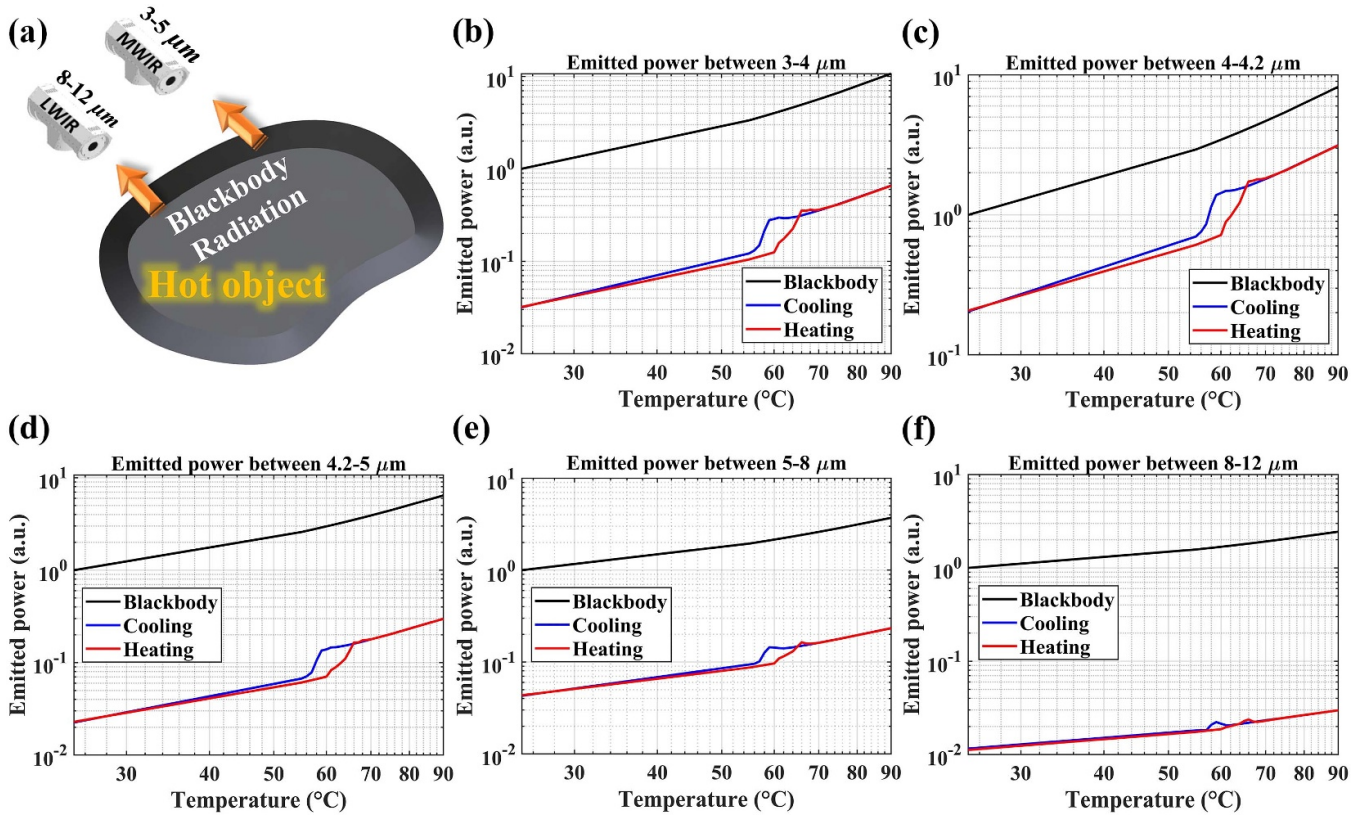 (a)
3-5 μm
MWIR
8-12 μm
LWIR
Blackbody
Radiation
Hot object
(b)
Emitted power between 3-4 μm
Emitted power (a.u.)
10^1
10^0
10^-1
10^-2
Blackbody
Cooling
Heating
30 40 50 60 70 80 90
Temperature (°C)
(c)
Emitted power between 4-4.2 μm
Emitted power (a.u.)
10^1
10^0
10^-1
Blackbody
Cooling
Heating
30 40 50 60 70 80 90
Temperature (°C)
(d)
Emitted power between 4.2-5 μm
Emitted power (a.u.)
10^1
10^0
10^-1
10^-2
Blackbody
Cooling
Heating
30 40 50 60 70 80 90
Temperature (°C)
(e)
Emitted power between 5-8 μm
Emitted power (a.u.)
10^1
10^0
10^-1
10^-2
Blackbody
Cooling
Heating
30 40 50 60 70 80 90
Temperature (°C)
(f)
Emitted power between 8-12 μm
Emitted power (a.u.)
10^1
10^0
10^-1
10^-2
Blackbody
Cooling
Heating
30 40 50 60 70 80 90
Temperature (°C)